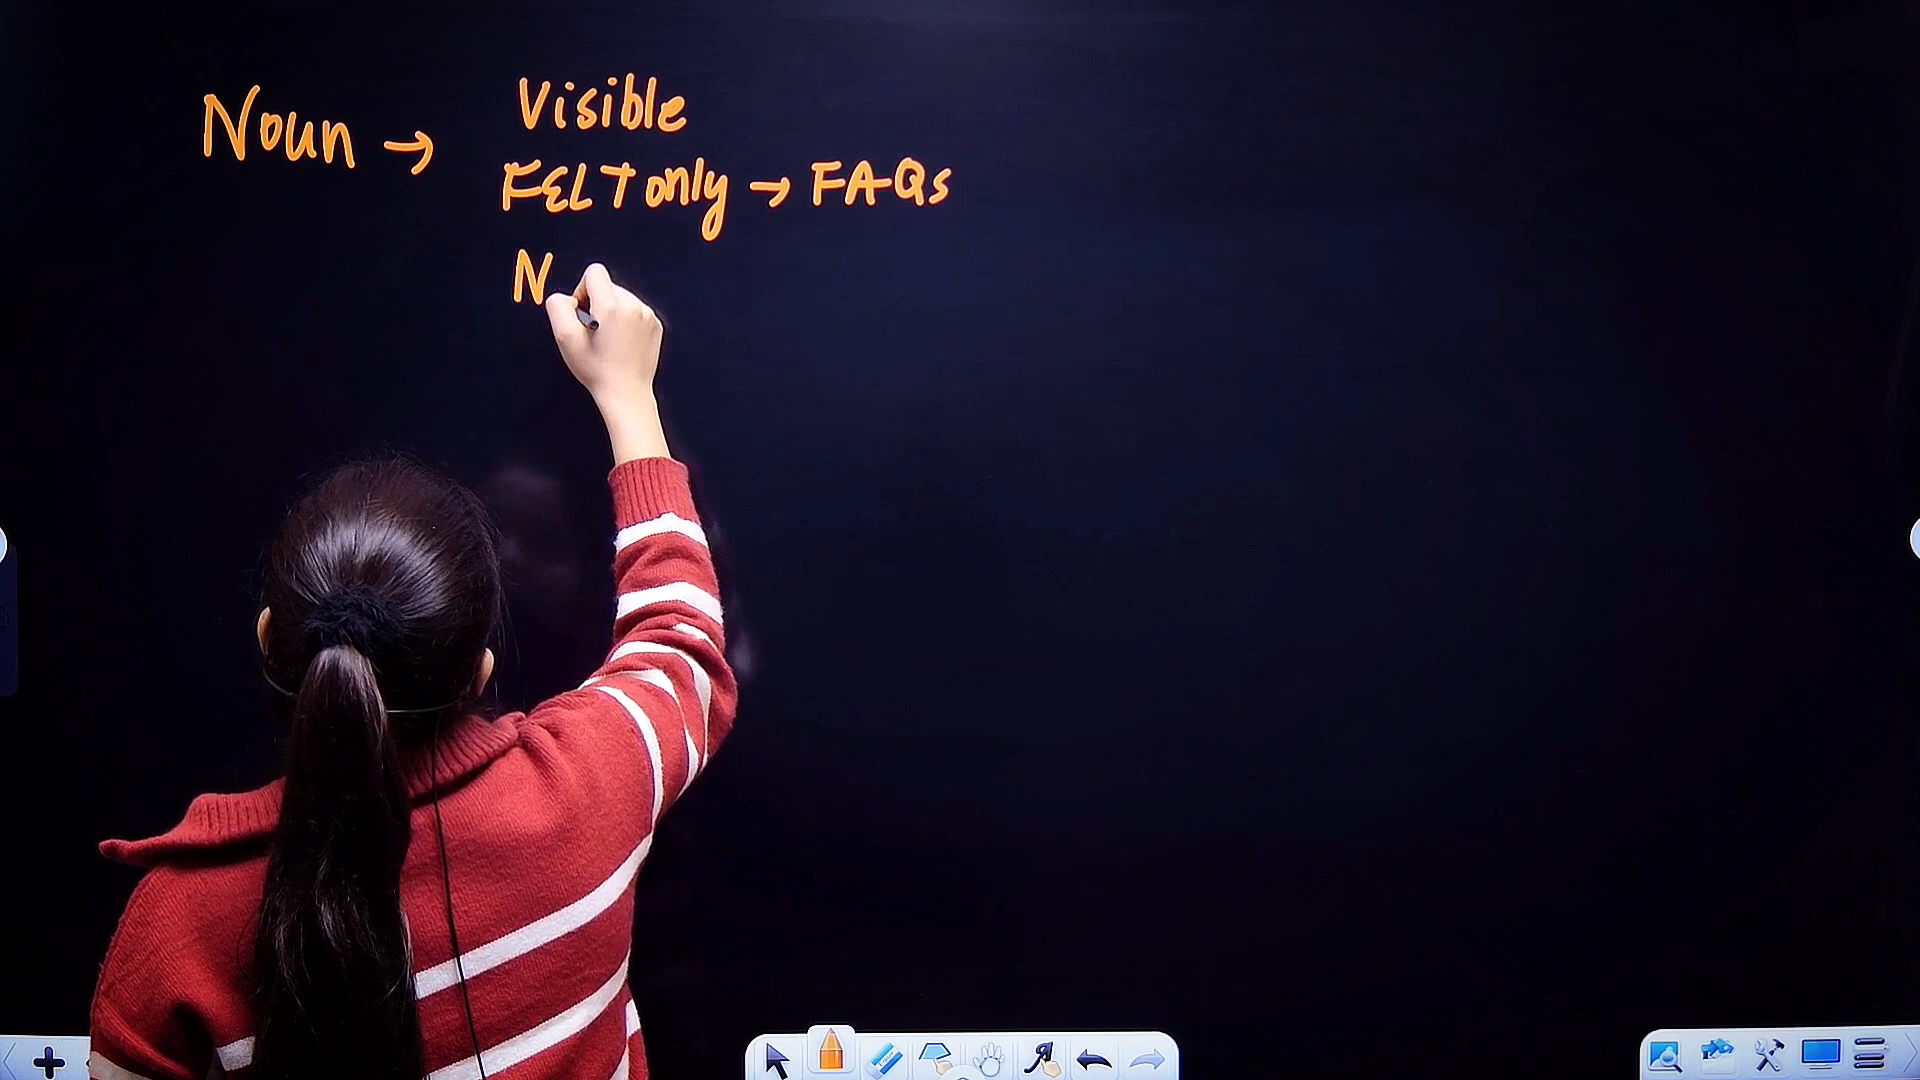 Noun → Visible
FELT only → FAQs
N